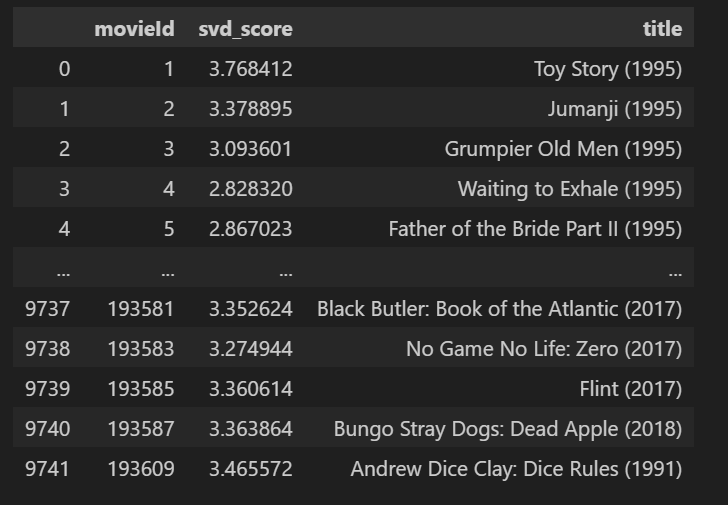 movieId svd_score title
0 1 3.768412 Toy Story (1995)
1 2 3.378895 Jumanji (1995)
2 3 3.093601 Grumpier Old Men (1995)
3 4 2.828320 Waiting to Exhale (1995)
4 5 2.867023 Father of the Bride Part II (1995)
... ... ... ...
9737 193581 3.352624 Black Butler: Book of the Atlantic (2017)
9738 193583 3.274944 No Game No Life: Zero (2017)
9739 193585 3.360614 Flint (2017)
9740 193587 3.363864 Bungo Stray Dogs: Dead Apple (2018)
9741 193609 3.465572 Andrew Dice Clay: Dice Rules (1991)